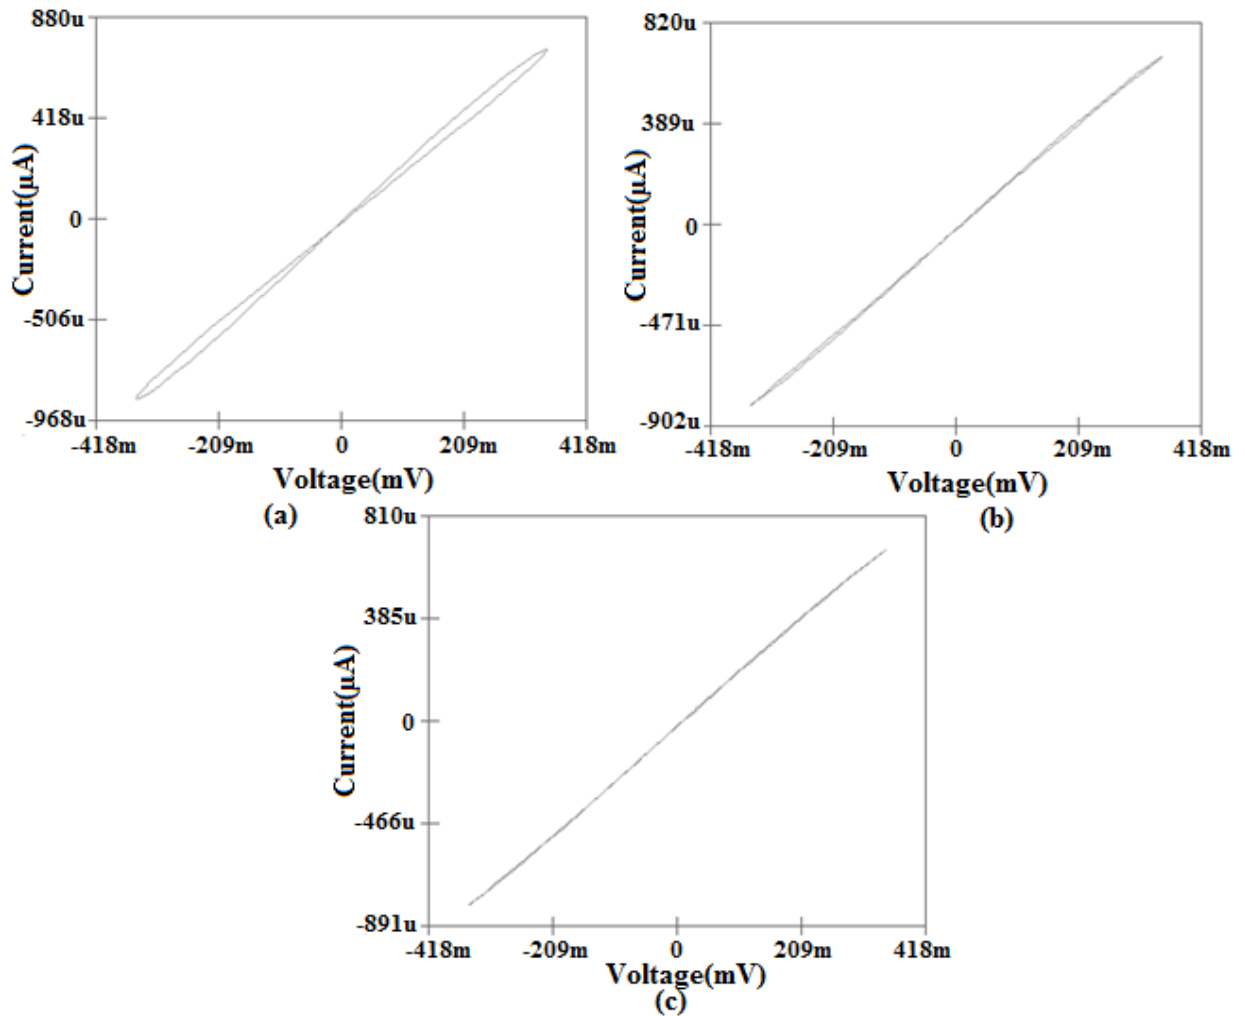 880u
418u
0
-506u
-968u
Current(μA)
-418m -209m 0 209m 418m
Voltage(mV)
(a)
820u
389u
0
-471u
-902u
Current(μA)
-418m -209m 0 209m 418m
Voltage(mV)
(b)
810u
385u
0
-466u
-891u
Current(μA)
-418m -209m 0 209m 418m
Voltage(mV)
(c)